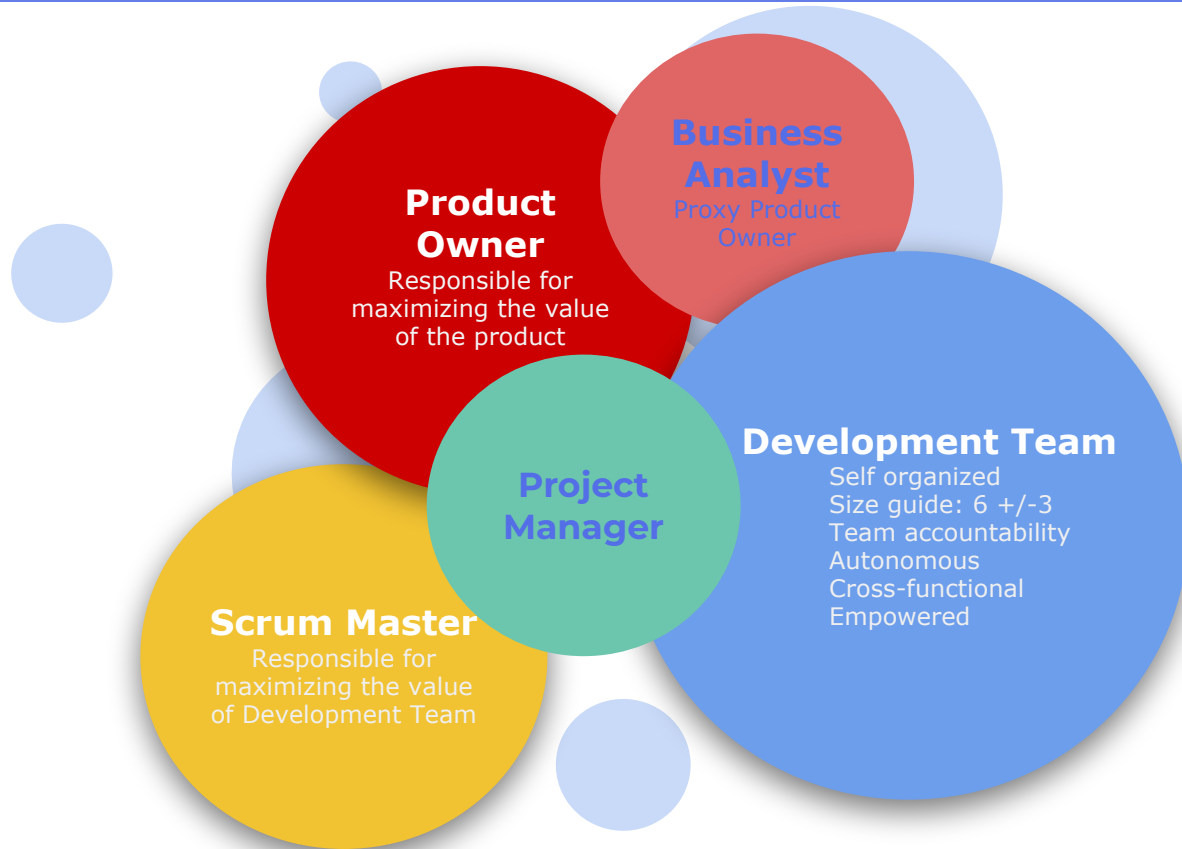 Business
Analyst
Proxy Product
Owner
Product
Owner
Responsible for
maximizing the value
of the product
Development Team
Self organized
Size guide: 6 +/-3
Team accountability
Autonomous
Cross-functional
Empowered
Project
Manager
Scrum Master
Responsible for
maximizing the value
of Development Team